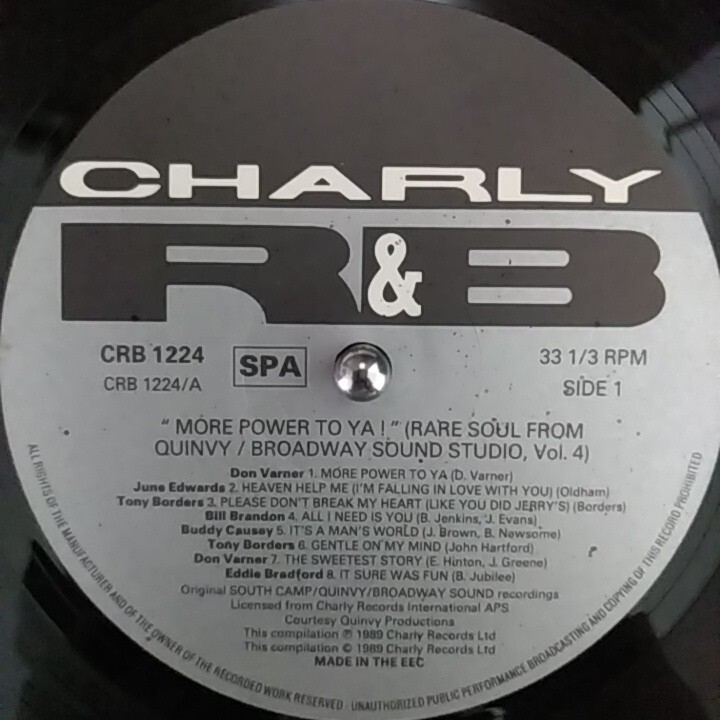 CHARLY
R&B
CRB 1224
CRB 1224/A
SPA
33 1/3 RPM
SIDE 1
"MORE POWER TO YA!" (RARE SOUL FROM
QUINVY / BROADWAY SOUND STUDIO, Vol. 4)
Don Varner 1. MORE POWER TO YA (D. Varner)
June Edwards 2. HEAVEN HELP ME (I'M FALLING IN LOVE WITH YOU) (Oldham)
Tony Borders 3. PLEASE DON'T BREAK MY HEART (LIKE YOU DID JERRY'S) (Borders)
Bill Brandon 4. ALL I NEED IS YOU (B. Jenkins, J. Evans)
Buddy Causey 5. IT'S A MAN'S WORLD (J. Brown, B. Newsome)
Tony Borders 6. GENTLE ON MY MIND (John Hartford)
Don Varner 7. THE SWEETEST STORY (E. Hinton, J. Greene)
Eddie Bradford 8. IT SURE WAS FUN (B. Jubilee)
Original SOUTH CAMP/QUINVY/BROADWAY SOUND recordings
Licensed from Charly Records International APS
Courtesy Quinvy Productions
This compilation ℗ 1989 Charly Records Ltd
This compilation © 1989 Charly Records Ltd
MADE IN THE EEC
ALL RIGHTS OF THE MANUFACTURER AND OF THE OWNER OF THE RECORDED WORK RESERVED · UNAUTHORIZED PUBLIC PERFORMANCE BROADCASTING AND COPYING OF THIS RECORD PROHIBITED